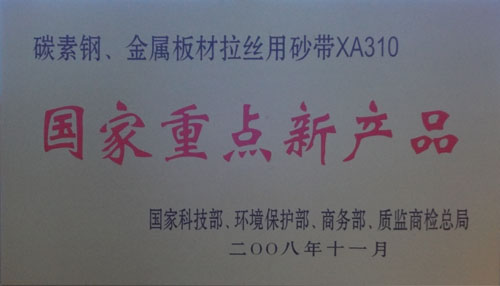 碳素钢、金属板材拉丝用砂带XA310
国家重点新产品
国家科技部、环境保护部、商务部、质监商检总局
二OO八年十一月